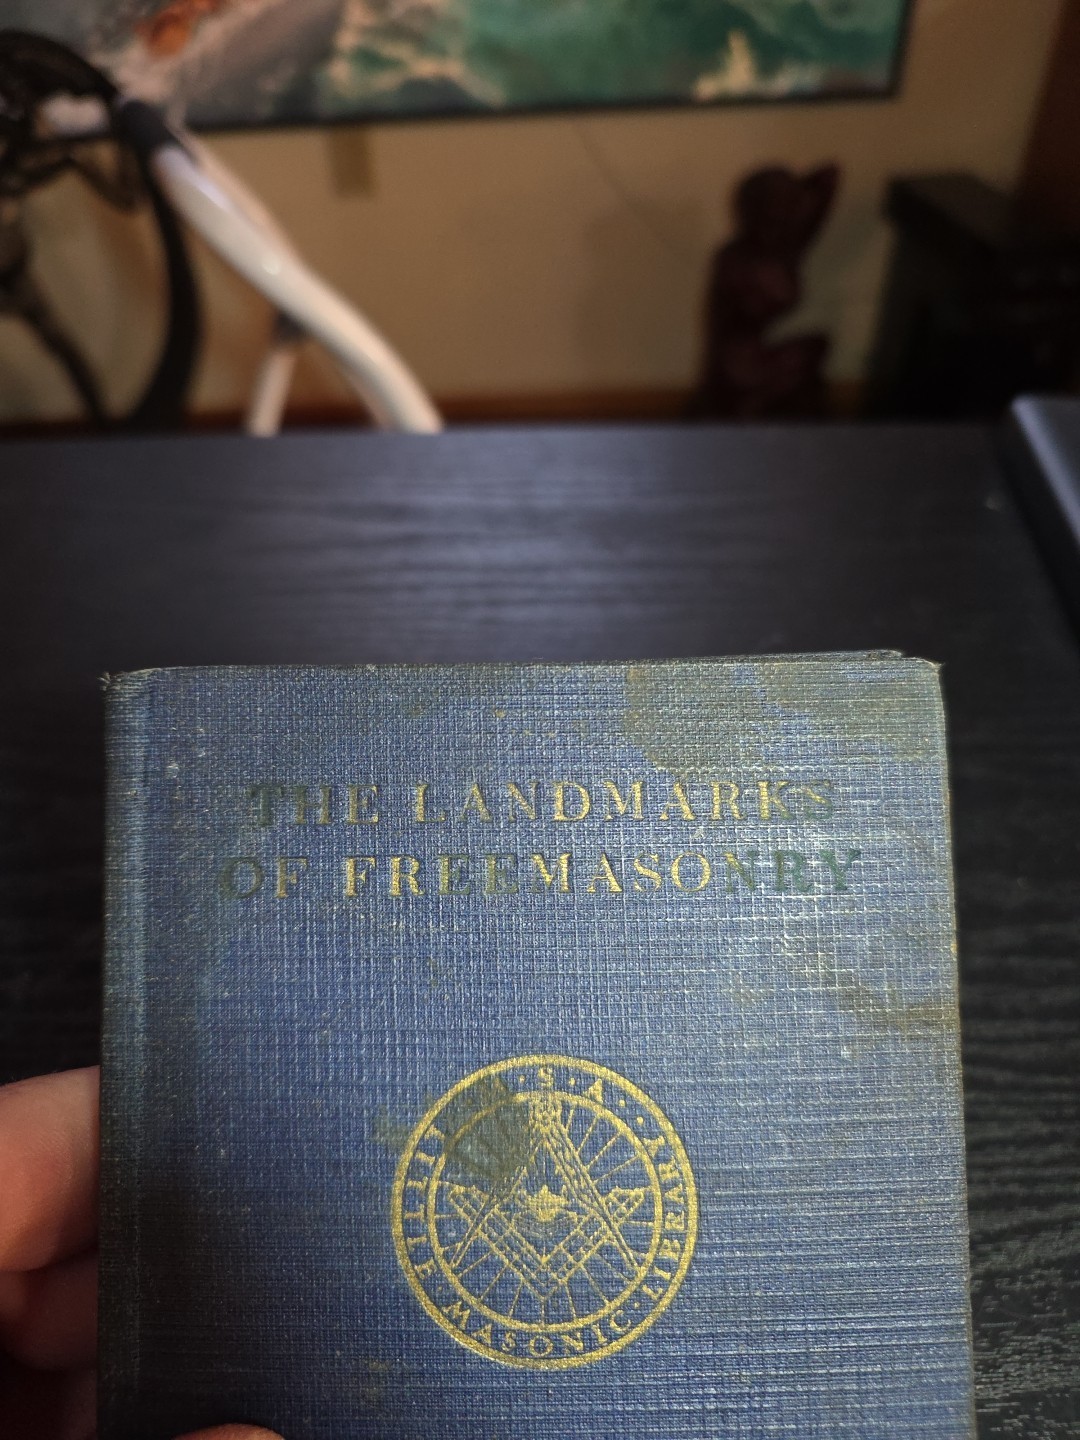 THE LANDMARKS
OF FREEMASONRY
M·S·A·
LITTLE·MASONIC·LIBRARY